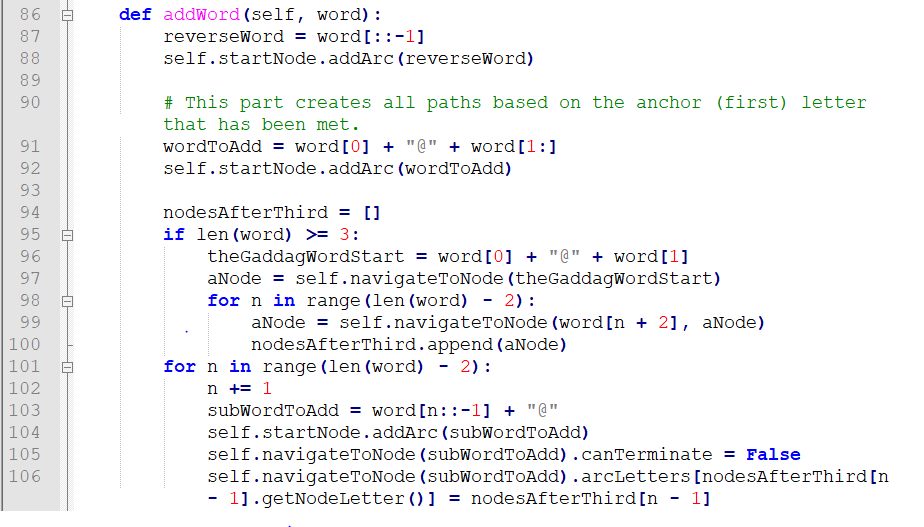 86 def addWord(self, word):
87 reverseWord = word[::-1]
88 self.startNode.addArc(reverseWord)
89
90 # This part creates all paths based on the anchor (first) letter
that has been met.
91 wordToAdd = word[0] + "@" + word[1:]
92 self.startNode.addArc(wordToAdd)
93
94 nodesAfterThird = []
95 if len(word) >= 3:
96 theGaddagWordStart = word[0] + "@" + word[1]
97 aNode = self.navigateToNode(theGaddagWordStart)
98 for n in range(len(word) - 2):
99 aNode = self.navigateToNode(word[n + 2], aNode)
100 nodesAfterThird.append(aNode)
101 for n in range(len(word) - 2):
102 n += 1
103 subWordToAdd = word[n::-1] + "@"
104 self.startNode.addArc(subWordToAdd)
105 self.navigateToNode(subWordToAdd).canTerminate = False
106 self.navigateToNode(subWordToAdd).arcLetters[nodesAfterThird[n
- 1].getNodeLetter()] = nodesAfterThird[n - 1]